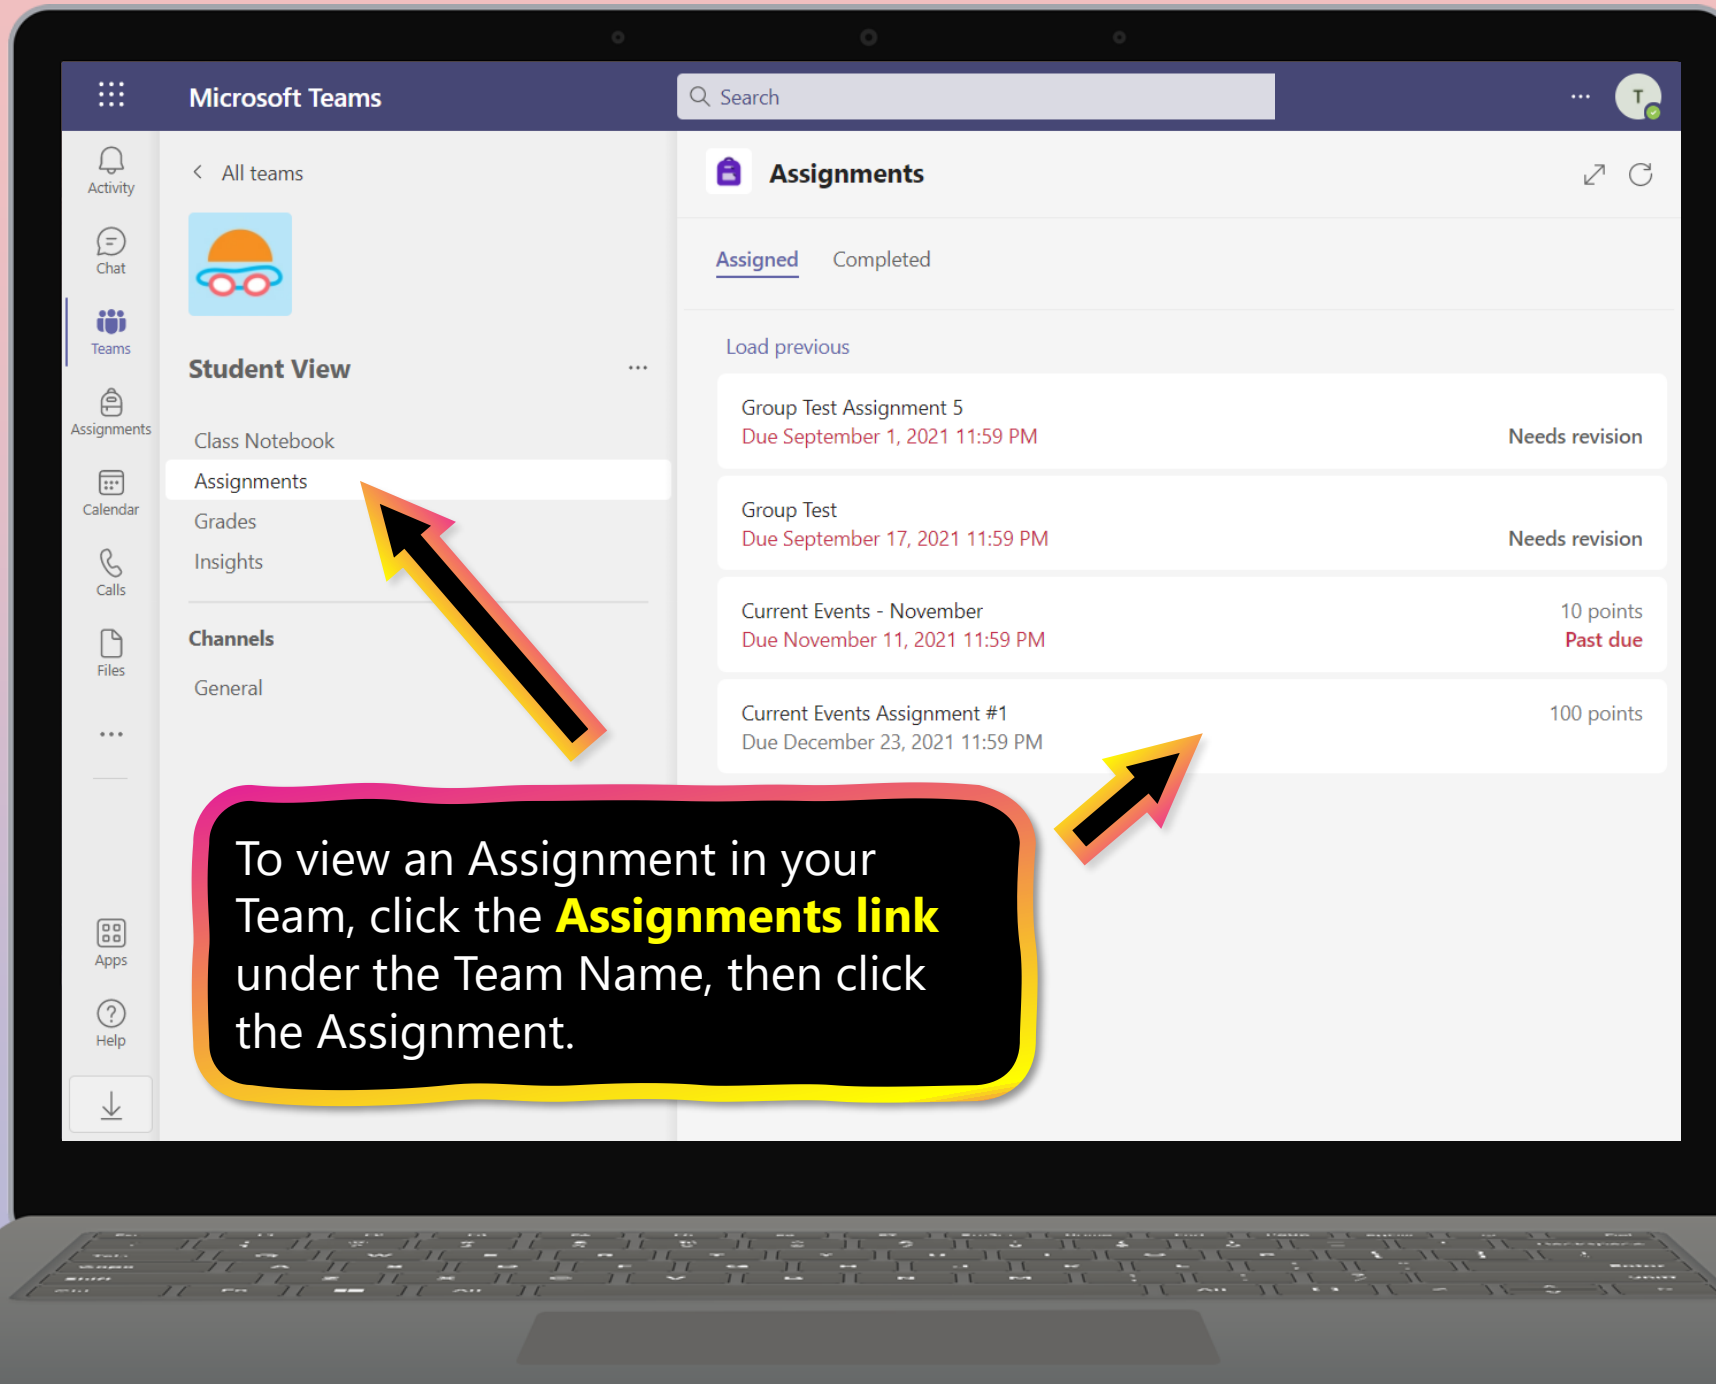 Microsoft Teams
Search
...
T
Activity
Chat
Teams
Assignments
Calendar
Calls
Files
...
Apps
Help
All teams
Student View
...
Class Notebook
Assignments
Grades
Insights
Channels
General
Assignments
Assigned Completed
Load previous
Group Test Assignment 5
Due September 1, 2021 11:59 PM Needs revision
Group Test
Due September 17, 2021 11:59 PM Needs revision
Current Events - November 10 points
Due November 11, 2021 11:59 PM Past due
Current Events Assignment #1 100 points
Due December 23, 2021 11:59 PM
To view an Assignment in your
Team, click the Assignments link
under the Team Name, then click
the Assignment.